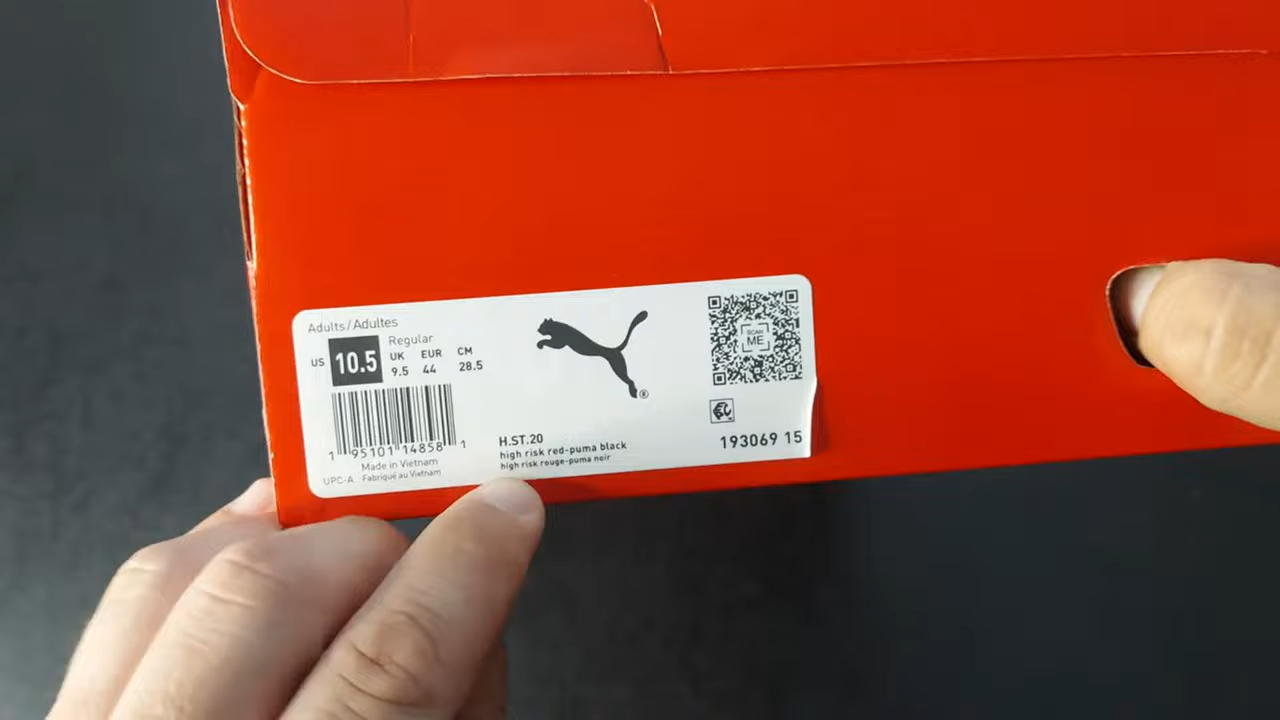 Adults/Adultes
Regular
US 10.5 UK 9.5 EUR 44 CM 28.5
1 95101 14858 1
Made in Vietnam
UPC-A Fabriqué au Vietnam
H.ST.20
high risk red-puma black
high risk rouge-puma noir
®
SCAN
ME
193069 15